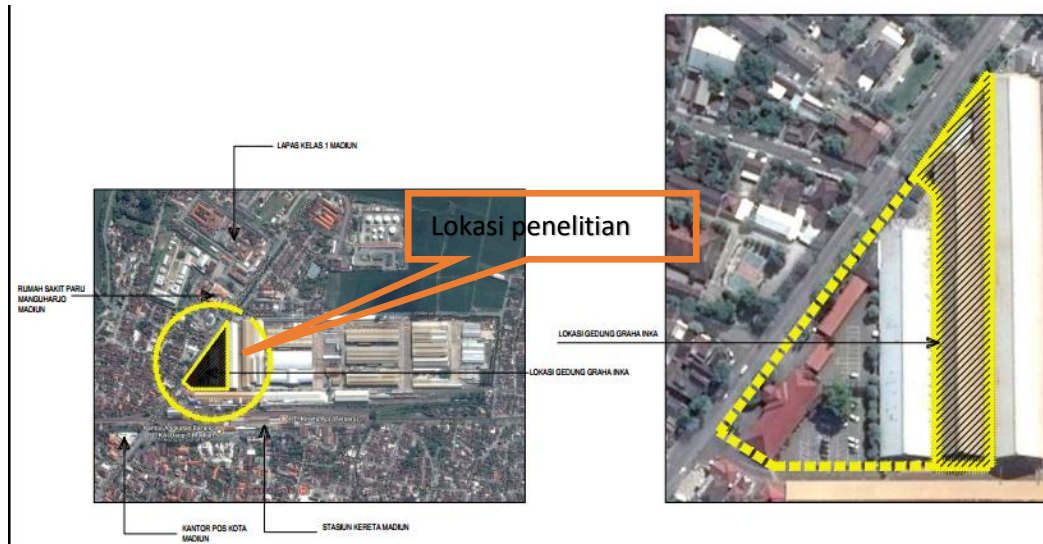 LAPAS KELAS 1 MADIUN
Lokasi penelitian
RUMAH SAKIT PARU
MANGUHARJO
MADIUN
LOKASI GEDUNG GRAHA INKA
LOKASI GEDUNG GRAHA INKA
KANTOR POS KOTA
MADIUN
STASIUN KERETA MADIUN